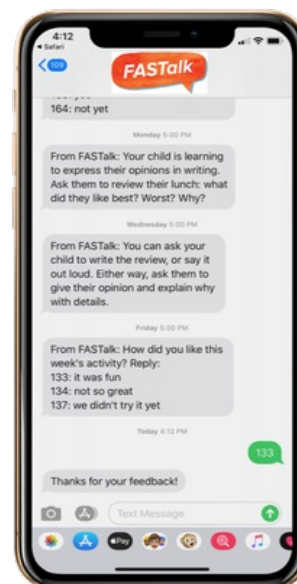 4:12
Safari
109
FASTalk
164: not yet
Monday 5:00 PM
From FASTalk: Your child is learning
to express their opinions in writing.
Ask them to review their lunch: what
did they like best? Worst? Why?
Wednesday 5:00 PM
From FASTalk: You can ask your
child to write the review, or say it
out loud. Either way, ask them to
give their opinion and explain why
with details.
Friday 5:00 PM
From FASTalk: How did you like this
week's activity? Reply:
133: it was fun
134: not so great
137: we didn't try it yet
Today 4:12 PM
133
Thanks for your feedback!
Text Message
Pay